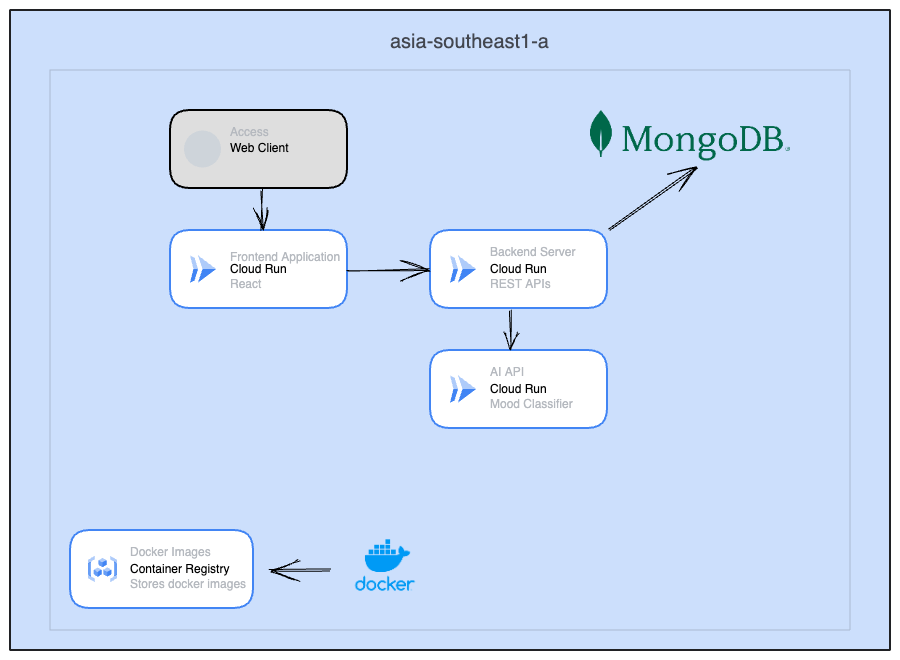 asia-southeast1-a
Access
Web Client
MongoDB
Frontend Application
Cloud Run
React
Backend Server
Cloud Run
REST APIs
AI API
Cloud Run
Mood Classifier
Docker Images
Container Registry
Stores docker images
docker